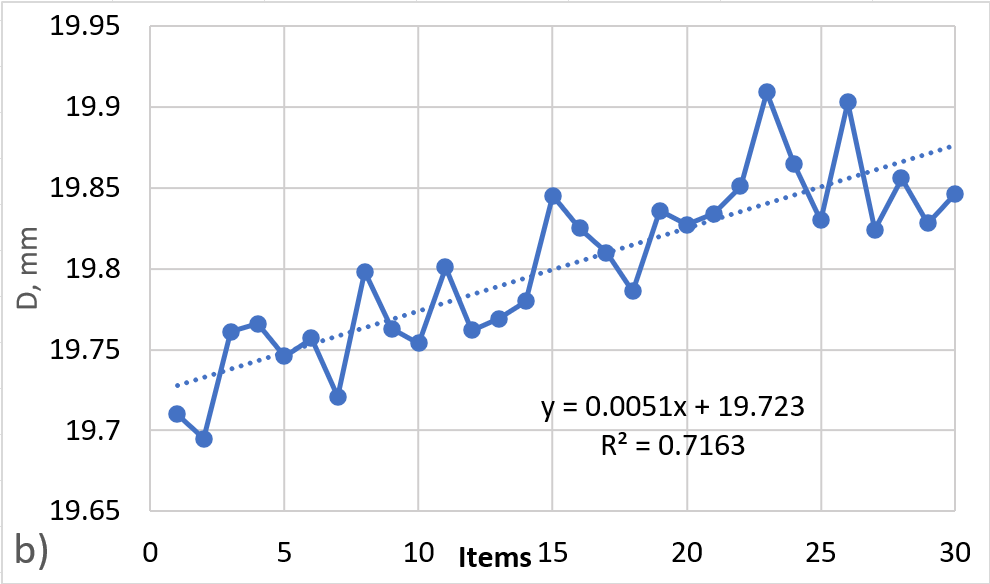 19.95
19.9
19.85
19.8
19.75
19.7
19.65
D, mm
y = 0.0051x + 19.723
R² = 0.7163
0 5 10 15 20 25 30
Items
b)